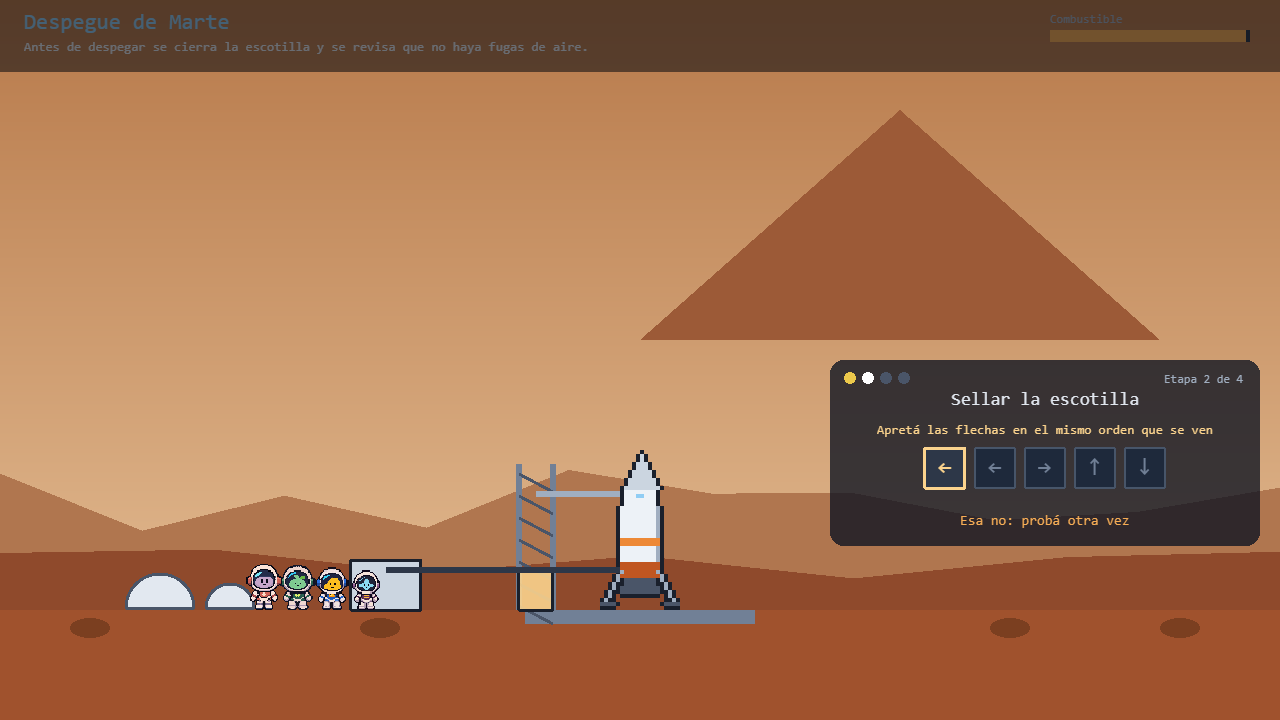 Despegue de Marte
Antes de despegar se cierra la escotilla y se revisa que no haya fugas de aire.
Combustible
Etapa 2 de 4
Sellar la escotilla
Apretá las flechas en el mismo orden que se ven
← ← → ↑ ↓
Esa no: probá otra vez